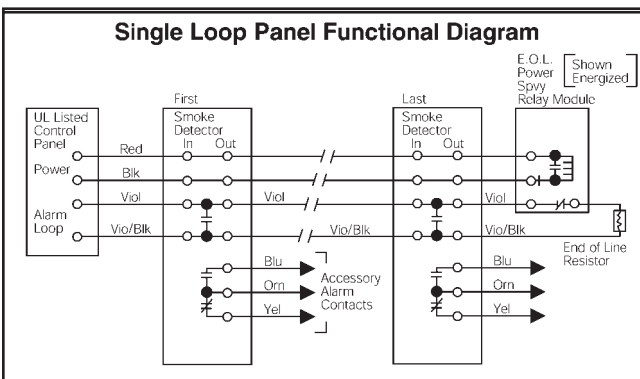 Single Loop Panel Functional Diagram
E.O.L.
Power
Spvy
Relay Module
Shown
Energized
UL Listed
Control
Panel
Power
Alarm
Loop
Red
Blk
Viol
Vio/Blk
First
Smoke
Detector
In Out
Viol
Vio/Blk
Blu
Orn
Yel
Accessory
Alarm
Contacts
Last
Smoke
Detector
In Out
Viol
Vio/Blk
Blu
Orn
Yel
End of Line
Resistor